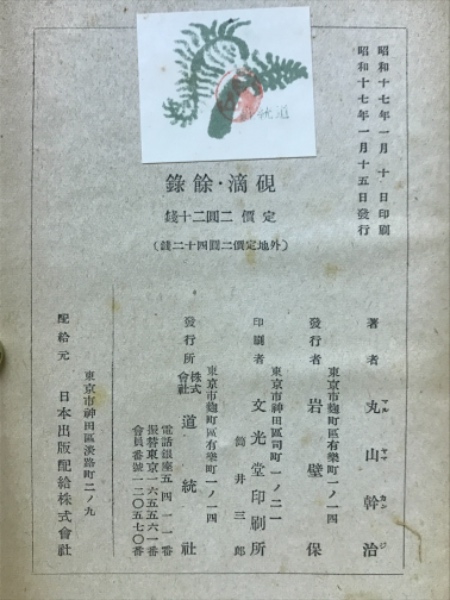 昭和十七年一月十日印刷
昭和十七年一月十五日發行
硯滴・餘錄
定價二圓二十錢
(外地定價二圓四十二錢)
著者 丸山幹治
マルヤマカンジ
東京市麴町區有樂町一ノ一四
發行者 岩壁保
東京市神田區司町一ノ二一
印刷者 文光堂印刷所
筒井三郎
東京市麴町區有樂町一ノ一四
發行所 株式會社 道統社
電話銀座五四一一番
振替東京一六五五六一番
會員番號一二〇五七〇番
東京市神田區淡路町二ノ九
配給元 日本出版配給株式會社